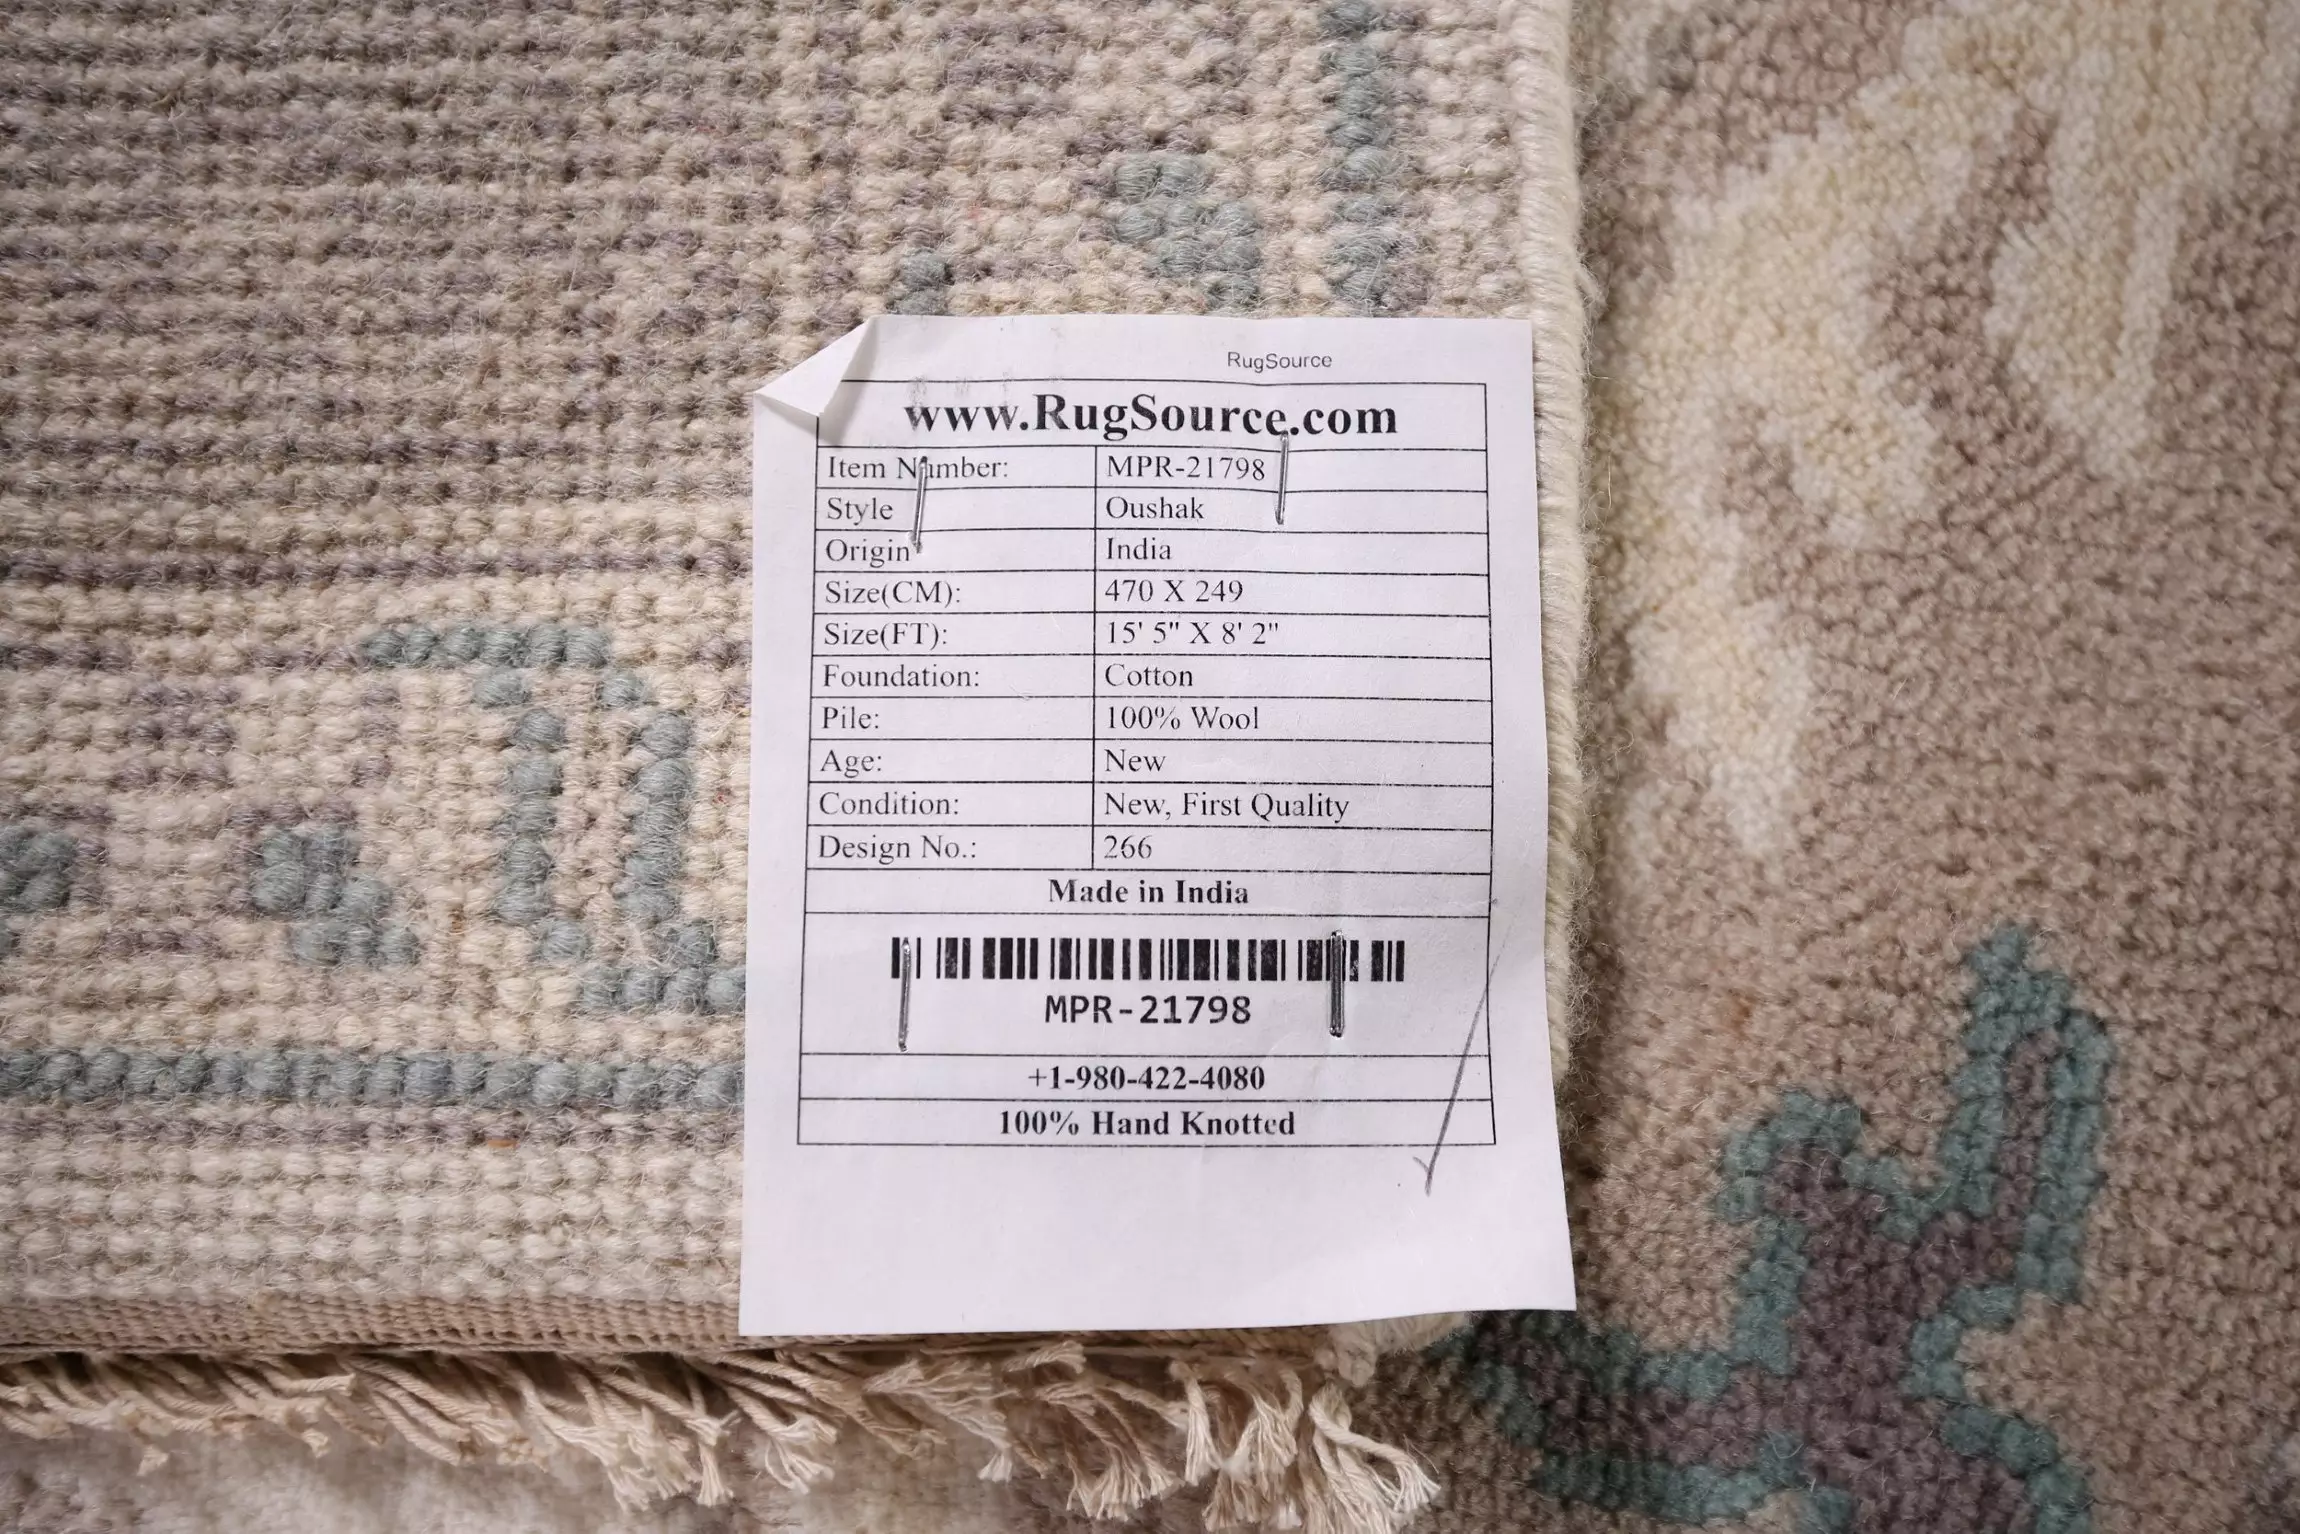 RugSource
www.RugSource.com
Item Number: MPR-21798
Style Oushak
Origin India
Size(CM): 470 X 249
Size(FT): 15' 5" X 8' 2"
Foundation: Cotton
Pile: 100% Wool
Age: New
Condition: New, First Quality
Design No.: 266
Made in India
MPR-21798
+1-980-422-4080
100% Hand Knotted